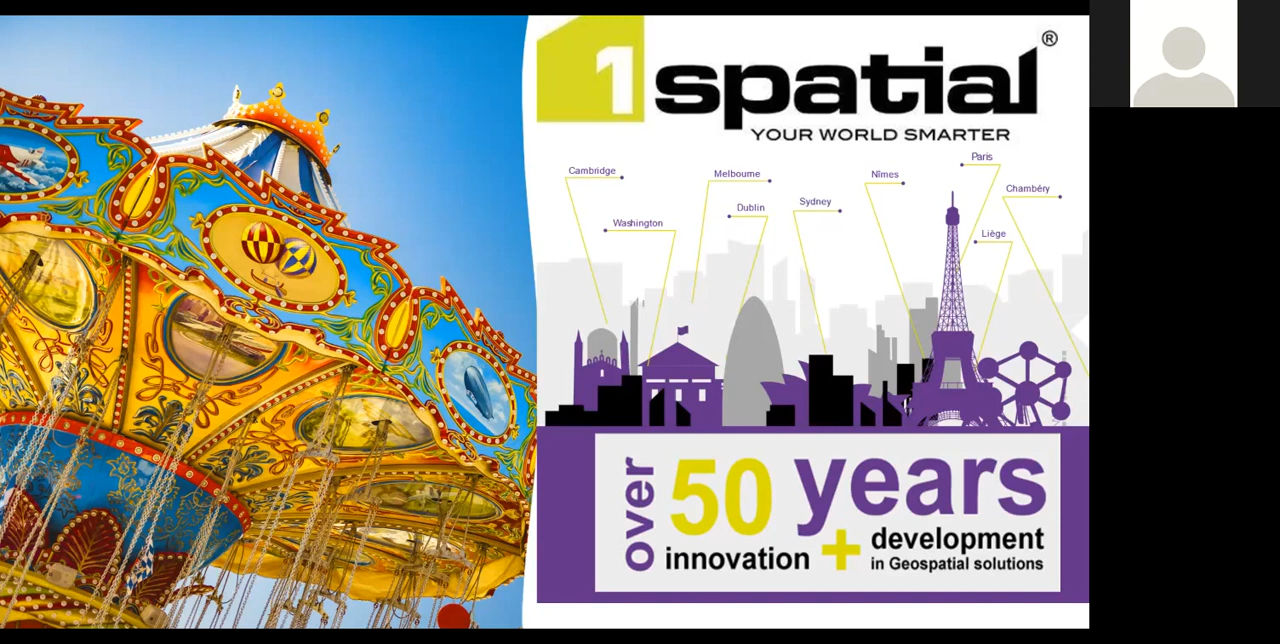 1spatial®
YOUR WORLD SMARTER
Paris
Cambridge
Melbourne
Nîmes
Chambéry
Dublin
Sydney
Washington
Liège
over 50 years
innovation + development
in Geospatial solutions